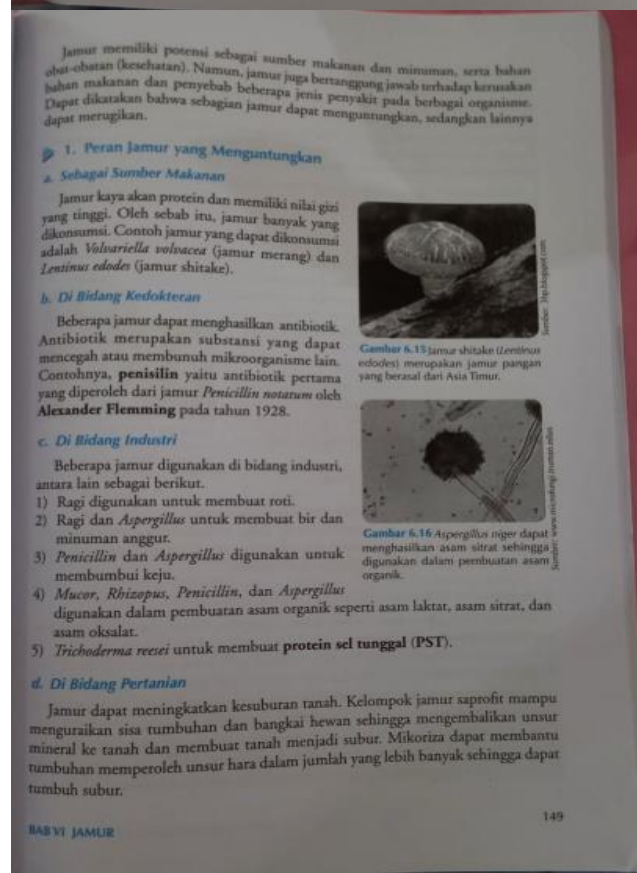 Jamur memiliki potensi sebagai sumber makanan dan minuman, serta bahan
obat-obatan (kesehatan). Namun, jamur juga bertanggung jawab terhadap kerusakan
bahan makanan dan penyebab beberapa jenis penyakit pada berbagai organisme.
Dapat dikatakan bahwa sebagian jamur dapat menguntungkan, sedangkan lainnya
dapat merugikan.
1. Peran Jamur yang Menguntungkan
a. Sebagai Sumber Makanan
Jamur kaya akan protein dan memiliki nilai gizi
yang tinggi. Oleh sebab itu, jamur banyak yang
dikonsumsi. Contoh jamur yang dapat dikonsumsi
adalah Volvariella volvacea (jamur merang) dan
Lentinus edodes (jamur shitake).
b. Di Bidang Kedokteran
Beberapa jamur dapat menghasilkan antibiotik.
Antibiotik merupakan substansi yang dapat
mencegah atau membunuh mikroorganisme lain.
Contohnya, penisilin yaitu antibiotik pertama
yang diperoleh dari jamur Penicillin notatum oleh
Alexander Flemming pada tahun 1928.
Gambar 6.15 Jamur shitake (Lentinus
edodes) merupakan jamur pangan
yang berasal dari Asia Timur.
c. Di Bidang Industri
Beberapa jamur digunakan di bidang industri,
antara lain sebagai berikut.
1) Ragi digunakan untuk membuat roti.
2) Ragi dan Aspergillus untuk membuat bir dan
minuman anggur.
3) Penicillin dan Aspergillus digunakan untuk
membumbui keju.
4) Mucor, Rhizopus, Penicillin, dan Aspergillus
digunakan dalam pembuatan asam organik seperti asam laktat, asam sitrat, dan
asam oksalat.
5) Trichoderma reesei untuk membuat protein sel tunggal (PST).
Gambar 6.16 Aspergillus niger dapat
menghasilkan asam sitrat sehingga
digunakan dalam pembuatan asam
organik.
d. Di Bidang Pertanian
Jamur dapat meningkatkan kesuburan tanah. Kelompok jamur saprofit mampu
menguraikan sisa tumbuhan dan bangkai hewan sehingga mengembalikan unsur
mineral ke tanah dan membuat tanah menjadi subur. Mikoriza dapat membantu
tumbuhan memperoleh unsur hara dalam jumlah yang lebih banyak sehingga dapat
tumbuh subur.
149
BAB VI JAMUR